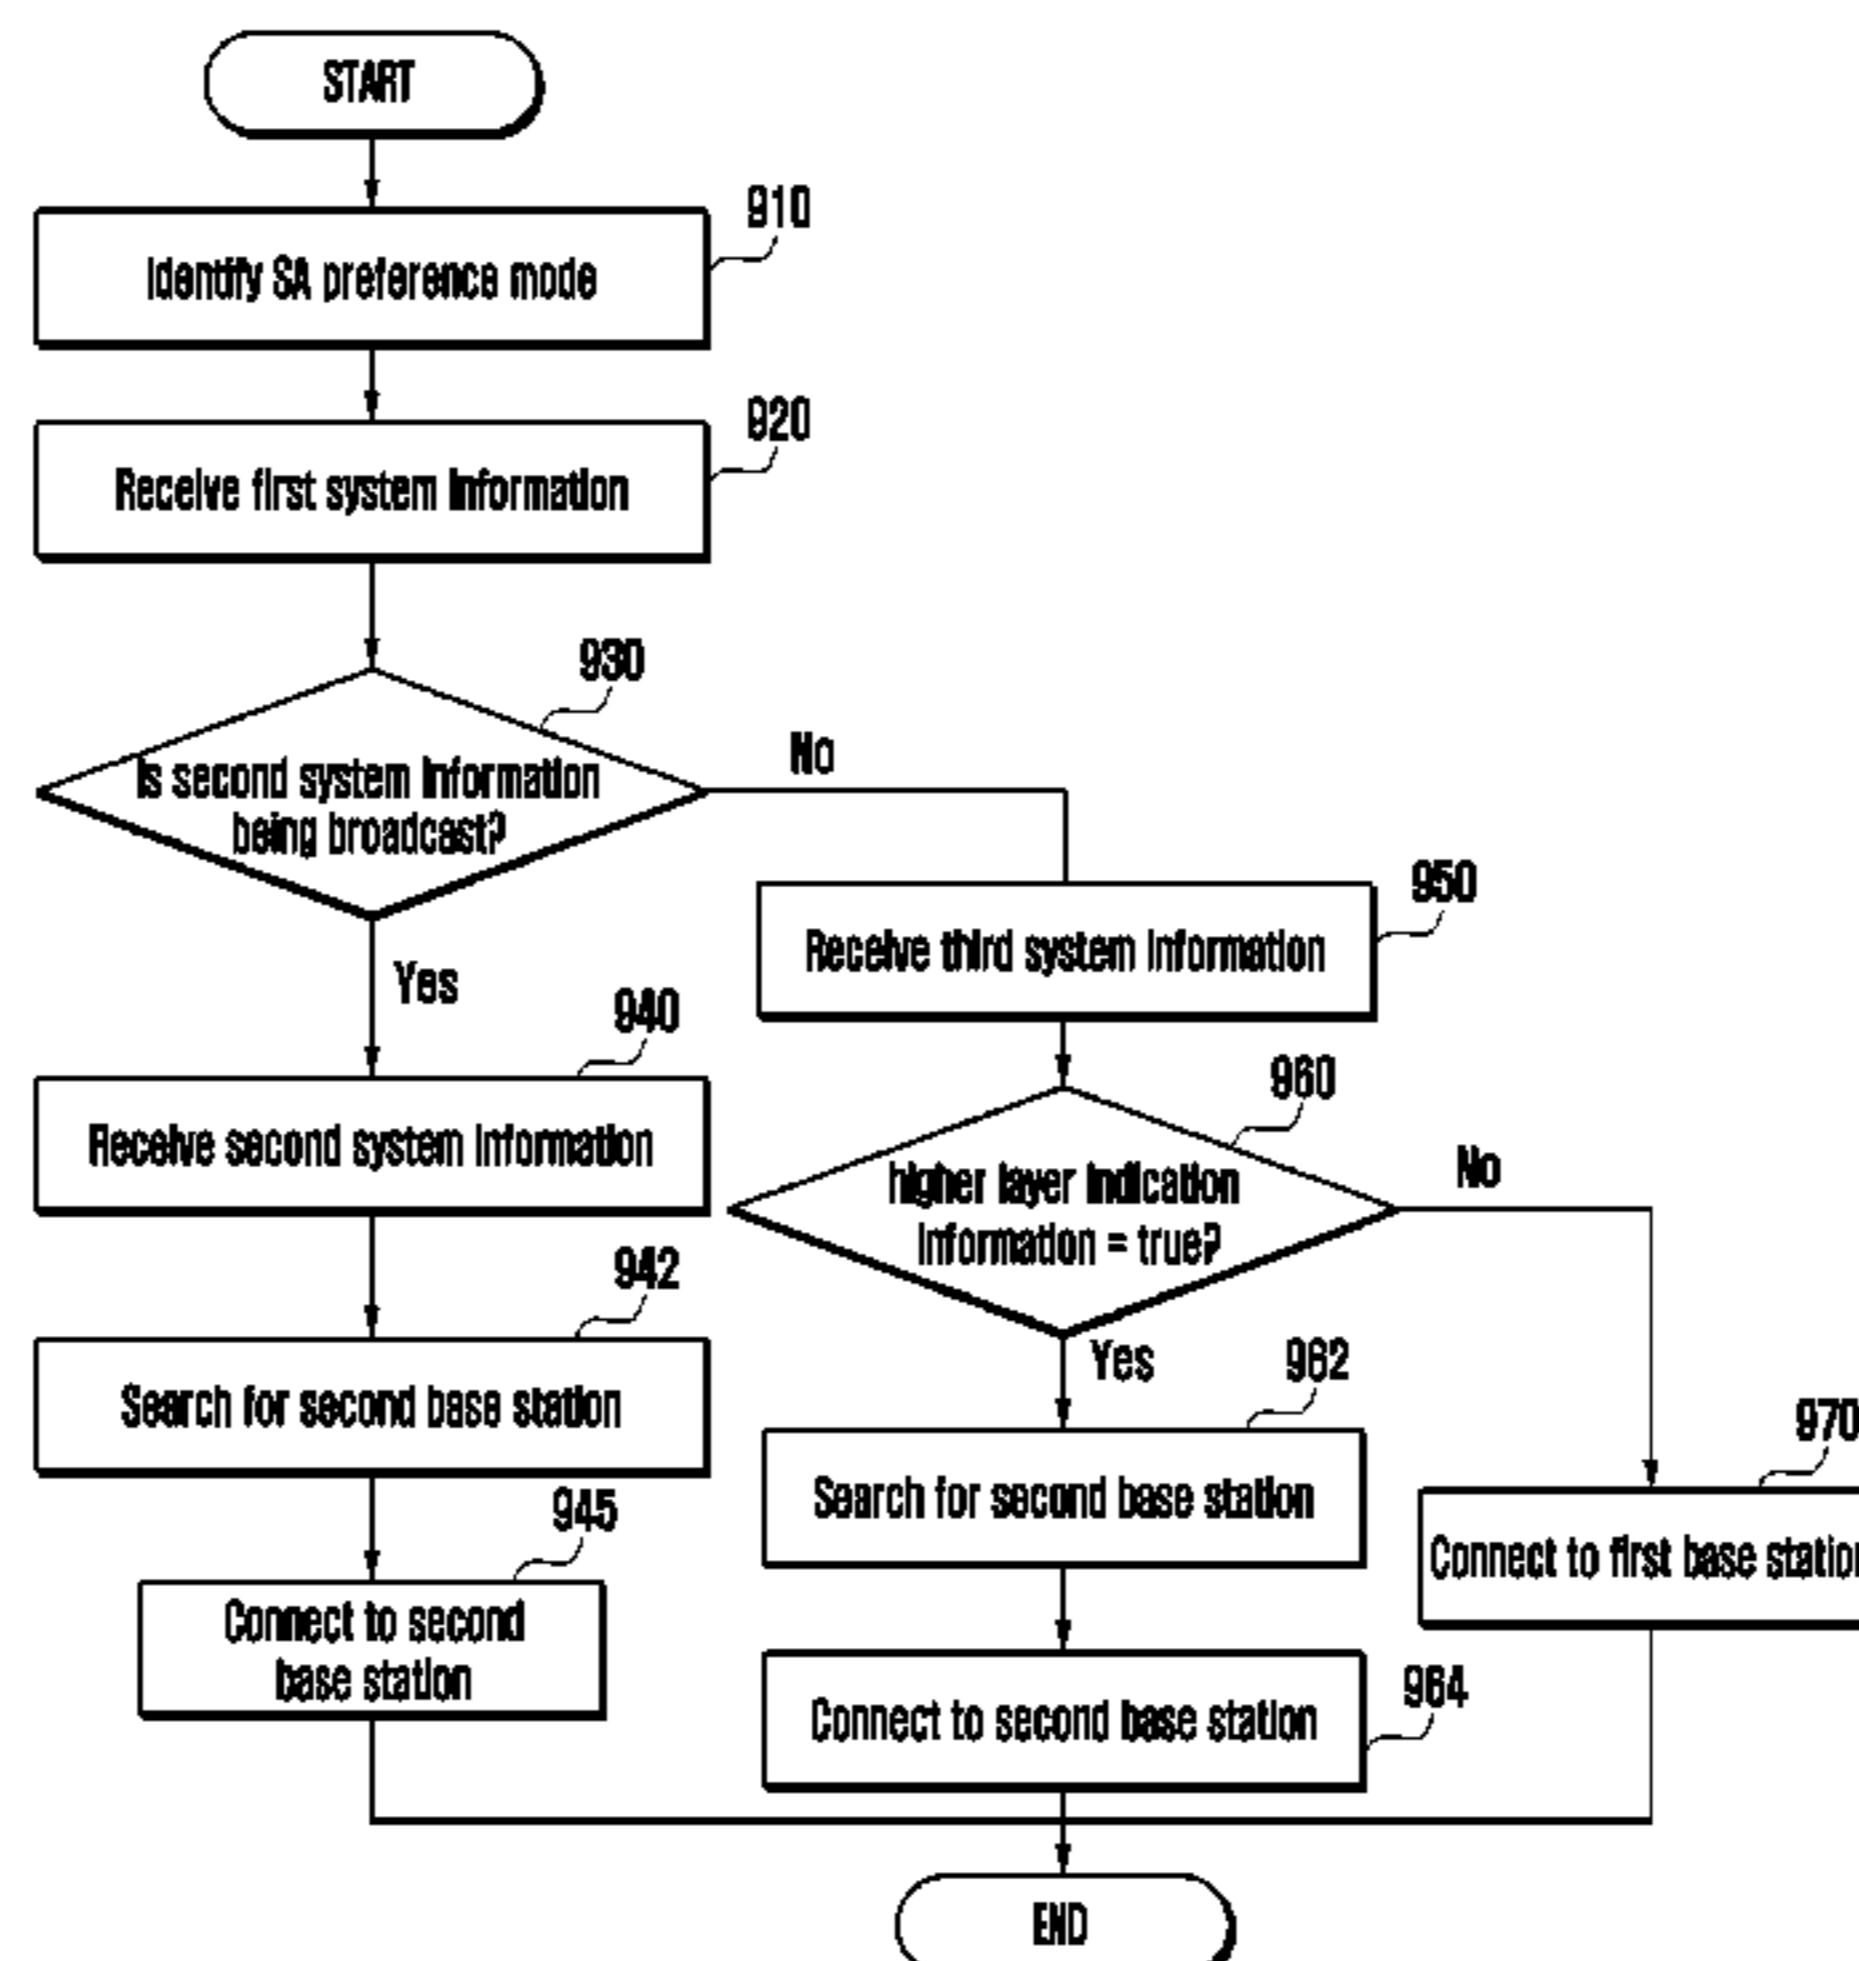 START
910
Identify SA preference mode
920
Receive first system information
930
Is second system information
being broadcast?
No
Yes
950
Receive third system information
940
Receive second system information
960
higher layer indication
information = true?
No
Yes
942
Search for second base station
962
Search for second base station
970
Connect to first base station
945
Connect to second
base station
964
Connect to second base station
END